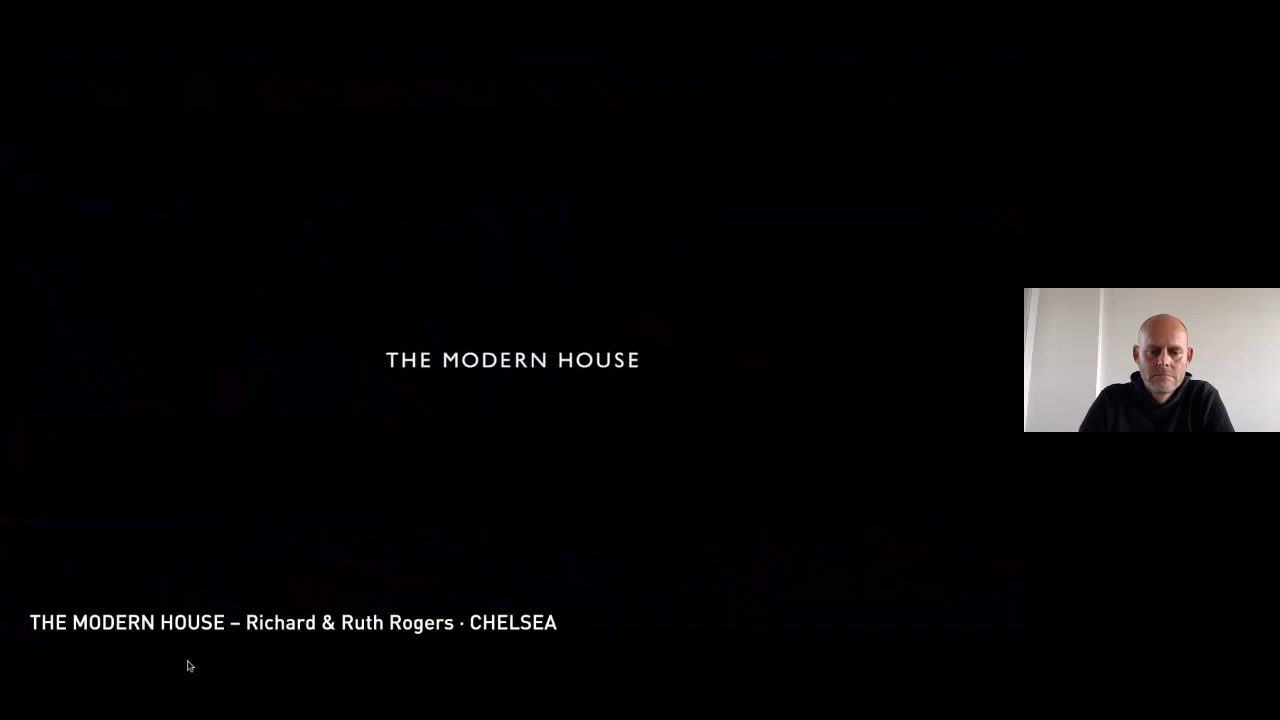 THE MODERN HOUSE
THE MODERN HOUSE – Richard & Ruth Rogers · CHELSEA